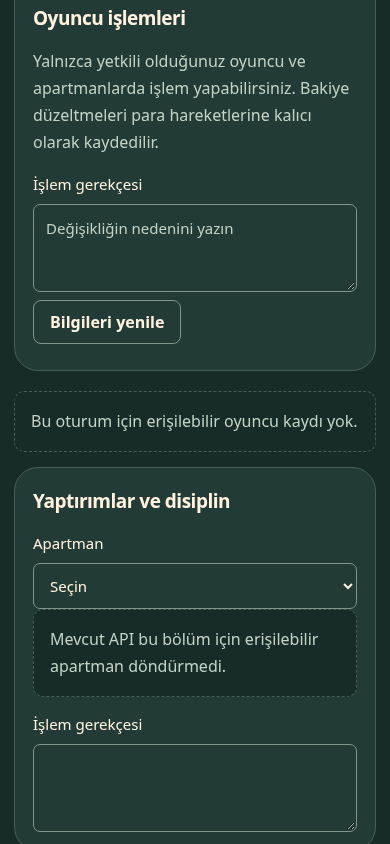 Oyuncu işlemleri
Yalnızca yetkili olduğunuz oyuncu ve
apartmanlarda işlem yapabilirsiniz. Bakiye
düzeltmeleri para hareketlerine kalıcı
olarak kaydedilir.
İşlem gerekçesi
Değişikliğin nedenini yazın
Bilgileri yenile
Bu oturum için erişilebilir oyuncu kaydı yok.
Yaptırımlar ve disiplin
Apartman
Seçin
Mevcut API bu bölüm için erişilebilir
apartman döndürmedi.
İşlem gerekçesi